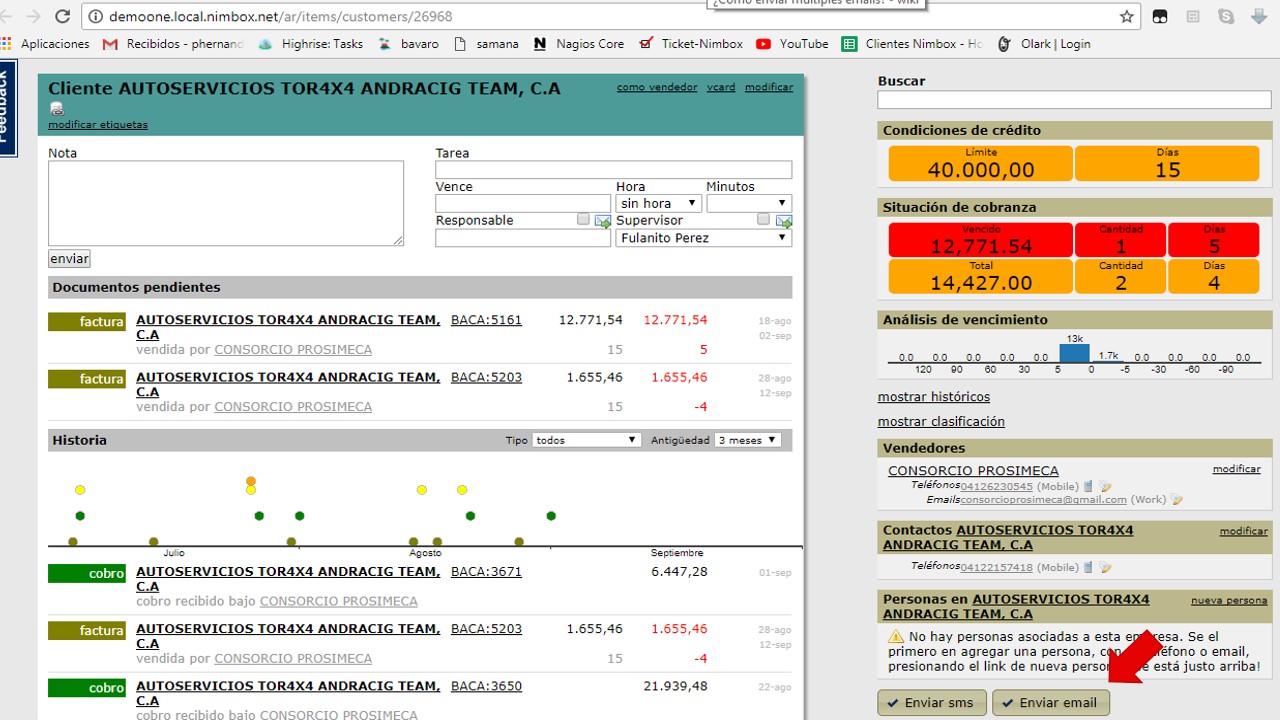 ¿Cómo enviar múltiples emails? - wiki
demoone.local.nimbox.net/ar/items/customers/26968
Aplicaciones
Recibidos - phernand
Highrise: Tasks
bavaro
samana
Nagios Core
Ticket-Nimbox
YouTube
Clientes Nimbox - Ho
Olark | Login
Feedback
Cliente AUTOSERVICIOS TOR4X4 ANDRACIG TEAM, C.A
como vendedor vcard modificar
modificar etiquetas
Nota
enviar
Tarea
Vence Hora Minutos
sin hora
Responsable Supervisor
Fulanito Perez
Documentos pendientes
factura AUTOSERVICIOS TOR4X4 ANDRACIG TEAM, BACA:5161 12.771,54 12.771,54 18-ago
C.A 02-sep
vendida por CONSORCIO PROSIMECA 15 5
factura AUTOSERVICIOS TOR4X4 ANDRACIG TEAM, BACA:5203 1.655,46 1.655,46 28-ago
C.A 12-sep
vendida por CONSORCIO PROSIMECA 15 -4
Historia Tipo todos Antigüedad 3 meses
Julio Agosto Septiembre
cobro AUTOSERVICIOS TOR4X4 ANDRACIG TEAM, BACA:3671 6.447,28 01-sep
C.A
cobro recibido bajo CONSORCIO PROSIMECA
factura AUTOSERVICIOS TOR4X4 ANDRACIG TEAM, BACA:5203 1.655,46 1.655,46 28-ago
C.A 12-sep
vendida por CONSORCIO PROSIMECA 15 -4
cobro AUTOSERVICIOS TOR4X4 ANDRACIG TEAM, BACA:3650 21.939,48 22-ago
C.A
cobro recibido bajo CONSORCIO PROSIMECA
Buscar
Condiciones de crédito
Límite Días
40.000,00 15
Situación de cobranza
Vencido Cantidad Días
12,771.54 1 5
Total Cantidad Días
14,427.00 2 4
Análisis de vencimiento
13k
0.0 0.0 0.0 0.0 0.0 1.7k 0.0 0.0 0.0 0.0
120 90 60 30 5 0 -5 -30 -60 -90
mostrar históricos
mostrar clasificación
Vendedores
CONSORCIO PROSIMECA modificar
Teléfonos 04126230545 (Mobile)
Emails consorcioprosimeca@gmail.com (Work)
Contactos AUTOSERVICIOS TOR4X4 modificar
ANDRACIG TEAM, C.A
Teléfonos 04122157418 (Mobile)
Personas en AUTOSERVICIOS TOR4X4 nueva persona
ANDRACIG TEAM, C.A
No hay personas asociadas a esta empresa. Se el
primero en agregar una persona, con teléfono o email,
presionando el link de nueva persona que está justo arriba!
Enviar sms Enviar email